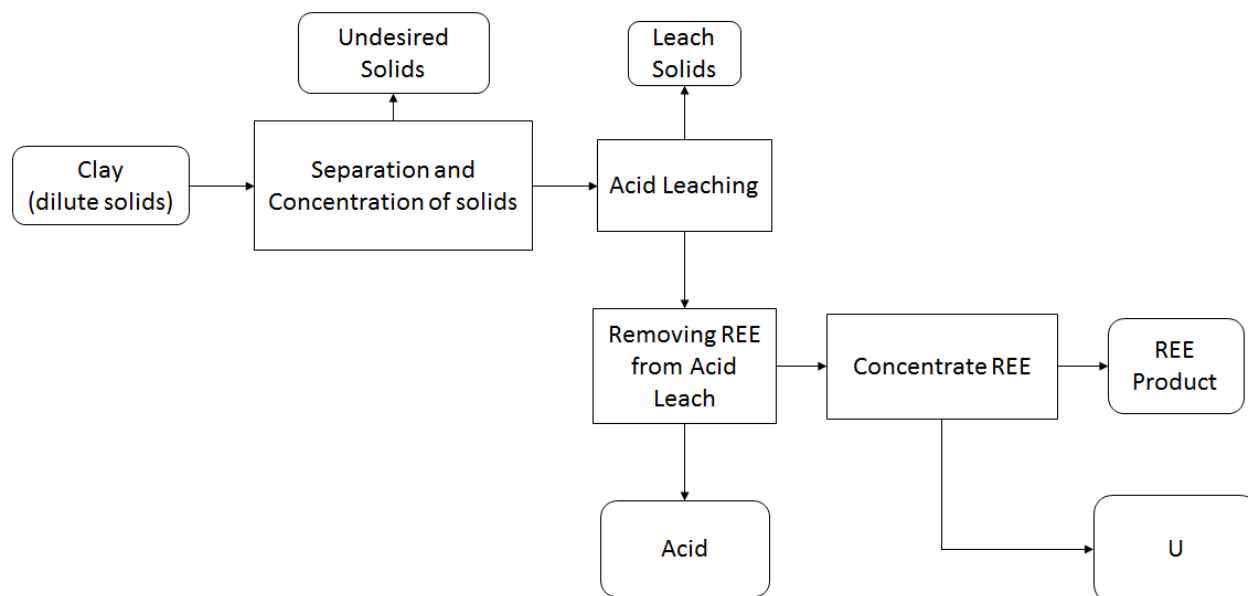 Undesired
Solids
Leach
Solids
Clay
(dilute solids)
Separation and
Concentration of solids
Acid Leaching
Removing REE
from Acid
Leach
Concentrate REE
REE
Product
Acid
U